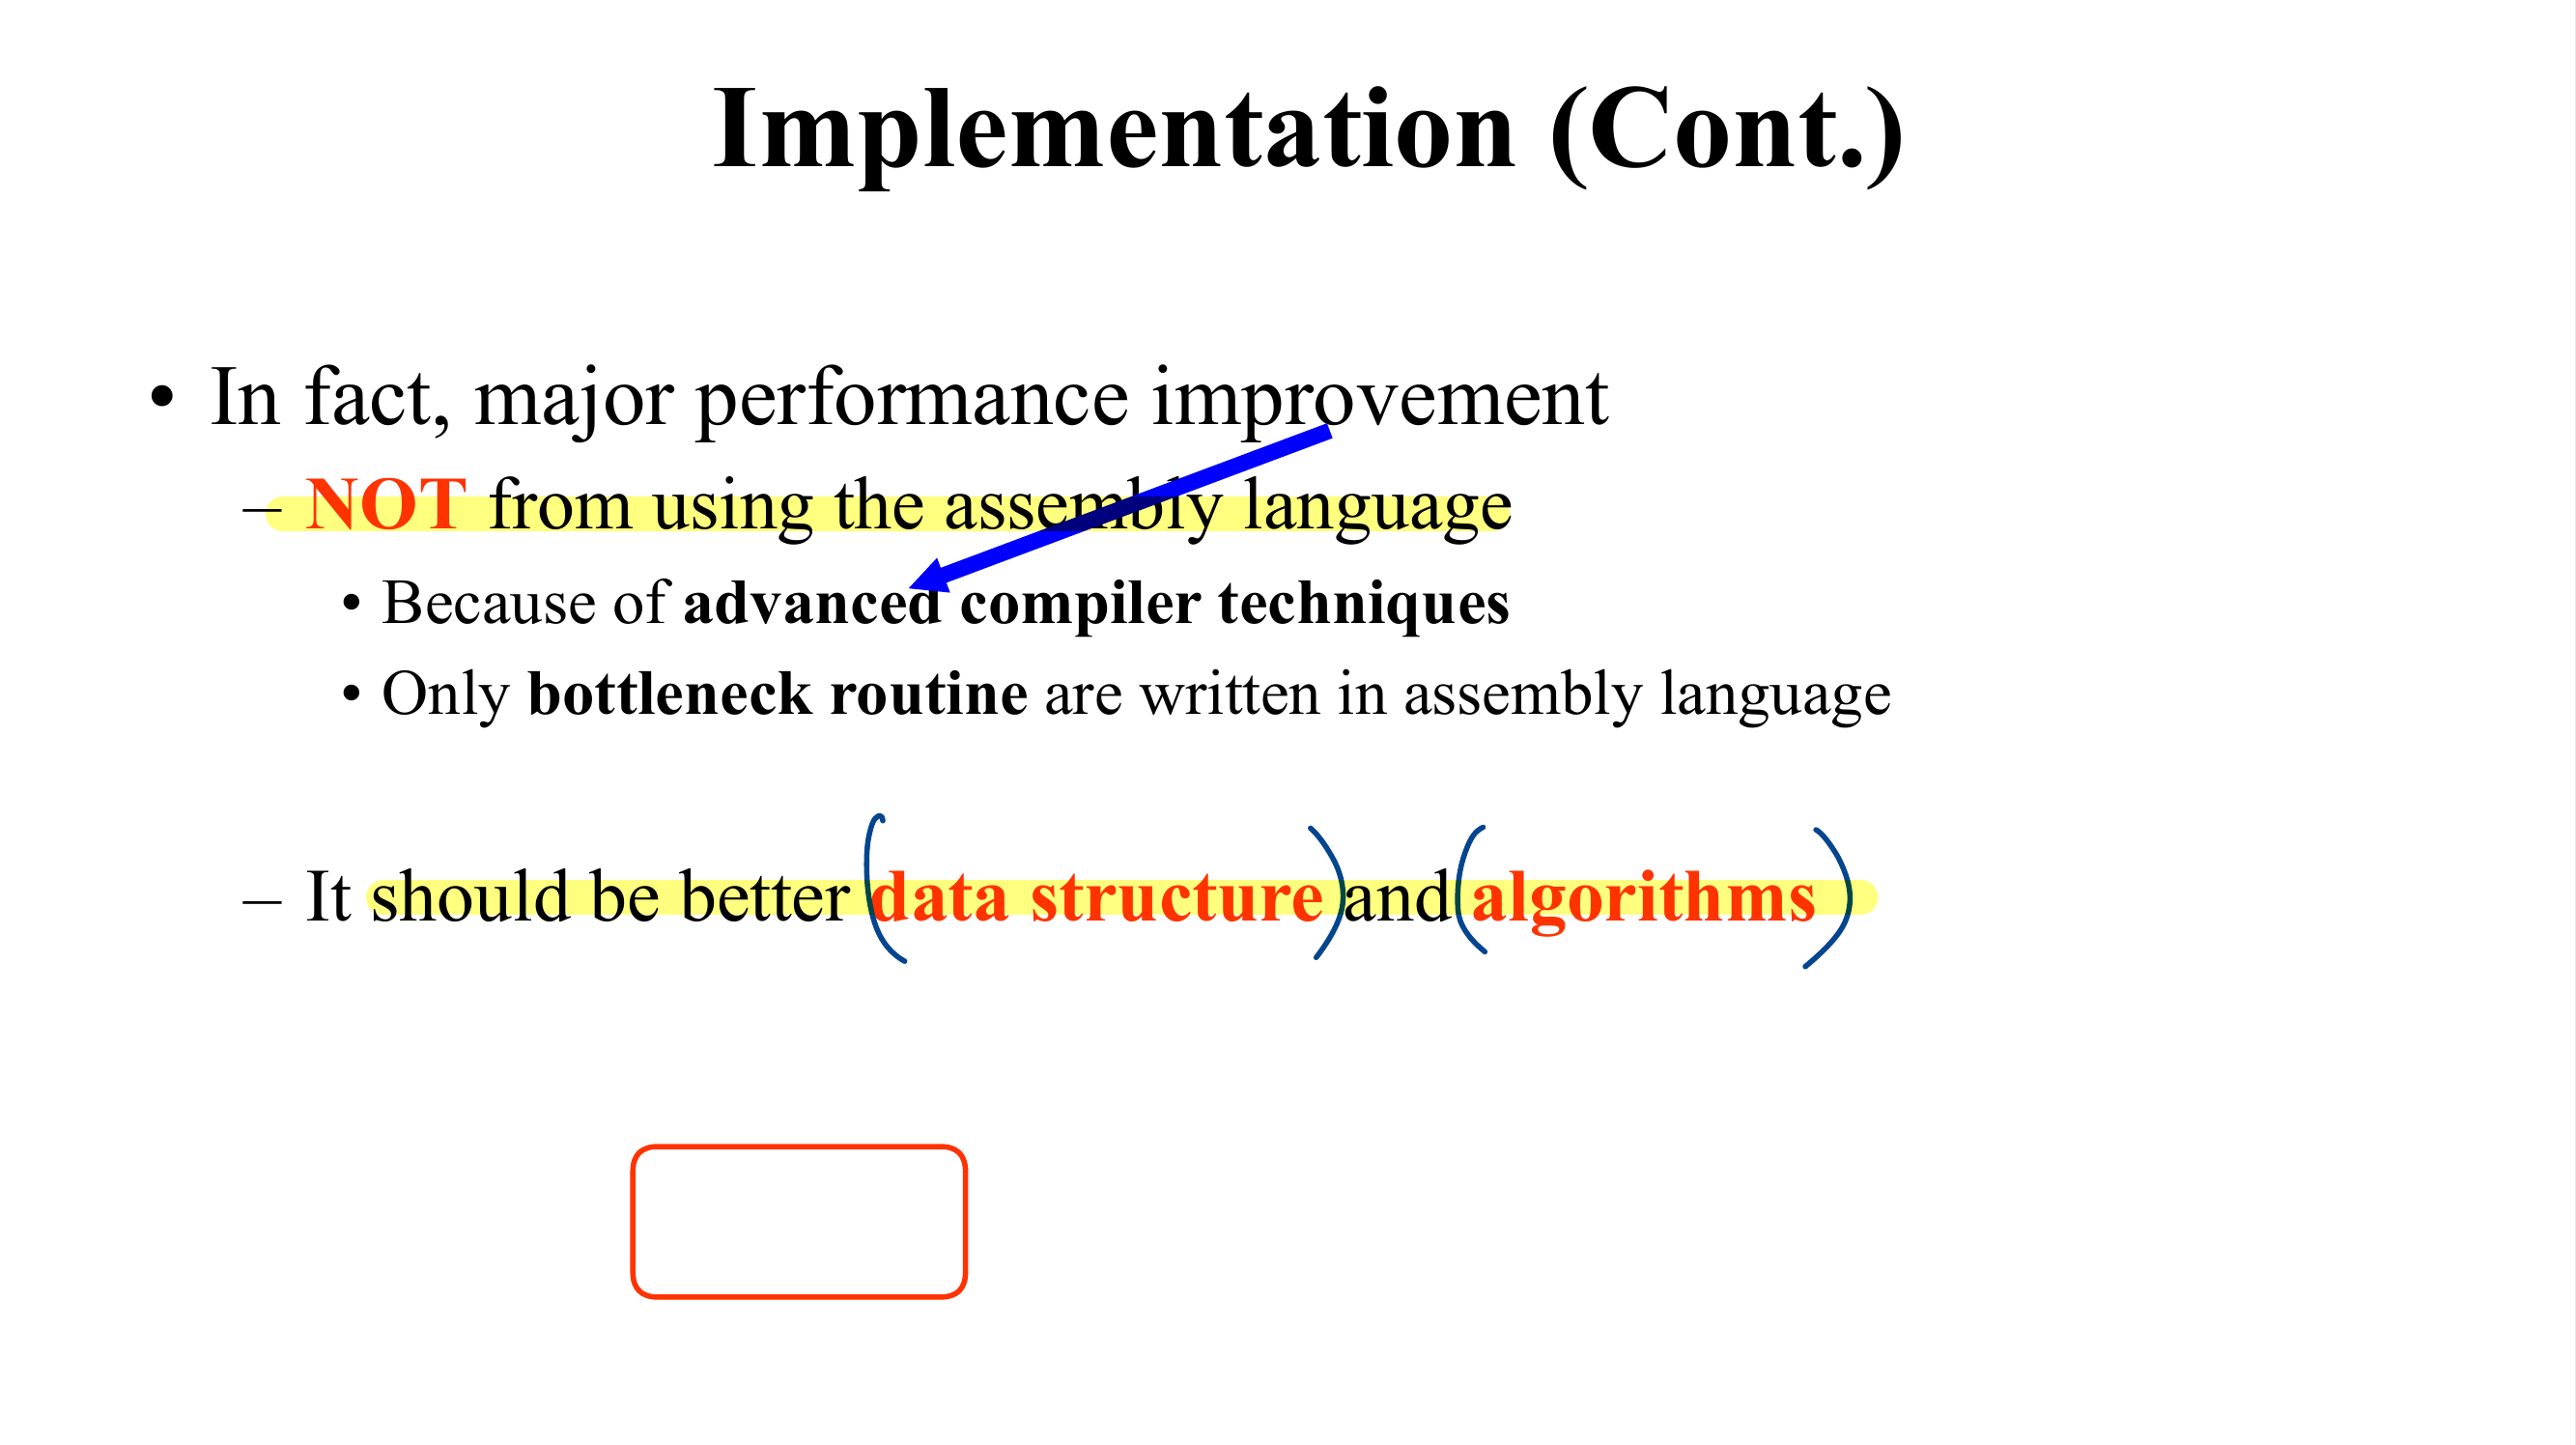 Implementation (Cont.)
• In fact, major performance improvement
– NOT from using the assembly language
• Because of advanced compiler techniques
• Only bottleneck routine are written in assembly language
– It should be better (data structure) and (algorithms)